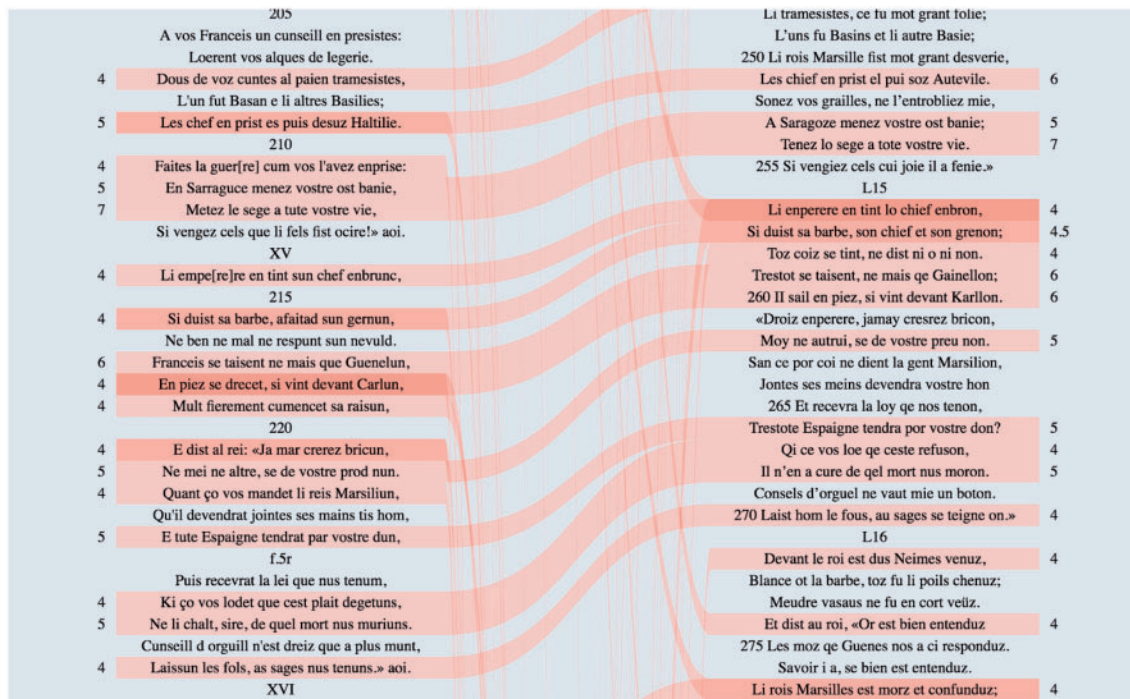 205
A vos Franceis un cunseill en presistes:
Loerent vos alques de legerie.
4 Dous de voz cuntes al paien tramesistes,
L'un fut Basan e li altres Basilies;
5 Les chef en prist es puis desuz Haltilie.
210
4 Faites la guer[re] cum vos l'avez enprise:
5 En Sarraguce menez vostre ost banie,
7 Metez le sege a tute vostre vie,
Si vengez cels que li fels fist ocire!» aoi.
XV
4 Li empe[re]re en tint sun chef enbrunc,
215
4 Si duist sa barbe, afaitad sun gernun,
Ne ben ne mal ne respunt sun nevuld.
6 Franceis se taisent ne mais que Guenelun,
4 En piez se drecet, si vint devant Carlun,
4 Mult fierement cumencet sa raisun,
220
4 E dist al rei: «Ja mar crerez bricun,
5 Ne mei ne altre, se de vostre prod nun.
4 Quant ço vos mandet li reis Marsiliun,
Qu'il devendrat jointes ses mains tis hom,
5 E tute Espaigne tendrat par vostre dun,
f.5r
Puis recevrat la lei que nus tenum,
4 Ki ço vos lodet que cest plait degetuns,
5 Ne li chalt, sire, de quel mort nus muriuns.
Cunseill d orguill n'est dreiz que a plus munt,
4 Laissun les fols, as sages nus tenuns.» aoi.
XVI
Li tramesistes, ce fu mot grant folie;
L'uns fu Basins et li autre Basie;
250 Li rois Marsille fist mot grant desverie,
Les chief en prist el pui soz Autevile. 6
Sonez vos grailles, ne l'entrobliez mie,
A Saragoze menez vostre ost banie; 5
Tenez lo sege a tote vostre vie. 7
255 Si vengiez cels cui joie il a fenie.»
L15
Li enperere en tint lo chief enbron, 4
Si duist sa barbe, son chief et son grenon; 4.5
Toz coiz se tint, ne dist ni o ni non. 4
Trestot se taisent, ne mais qe Gainellon; 6
260 II sail en piez, si vint devant Karllon. 6
«Droiz enperere, jamay cresrez bricon,
Moy ne autrui, se de vostre preu non. 5
San ce por coi ne dient la gent Marsilion,
Jontes ses meins devendra vostre hon
265 Et recevra la loy qe nos tenon,
Trestote Espaigne tendra por vostre don? 5
Qi ce vos loe qe ceste refuson, 4
Il n'en a cure de qel mort nus moron. 5
Consels d'orguel ne vaut mie un boton.
270 Laist hom le fous, au sages se teigne on.» 4
L16
Devant le roi est dus Neimes venuz, 4
Blance ot la barbe, toz fu li poils chenuz;
Meudre vasaus ne fu en cort veüz.
Et dist au roi, «Or est bien entenduz 4
275 Les moz qe Guenes nos a ci responduz.
Savoir i a, se bien est entenduz.
Li rois Marsilles est morz et confunduz; 4